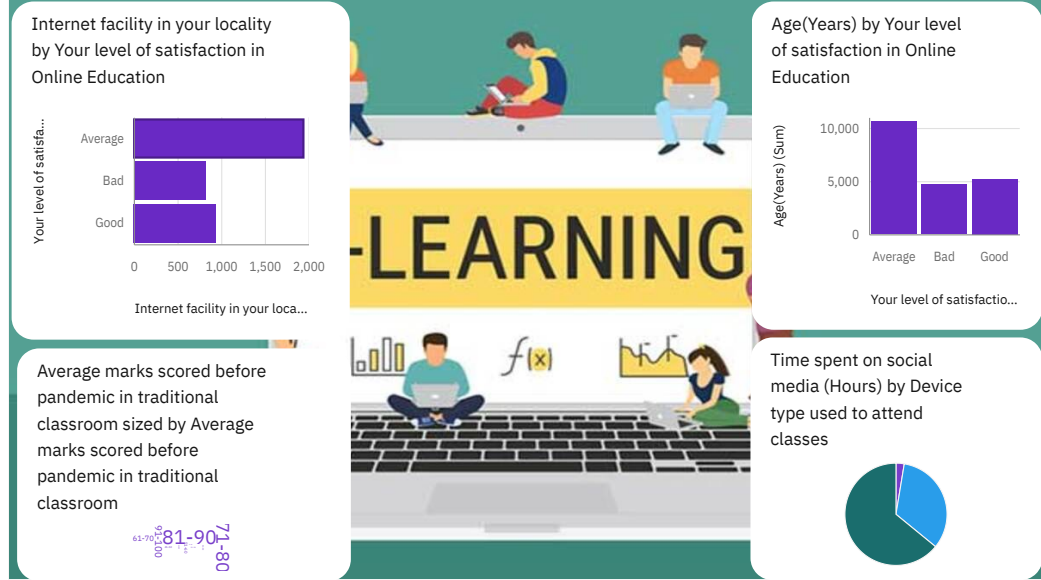 Internet facility in your locality
by Your level of satisfaction in
Online Education
Your level of satisfa...
Average
Bad
Good
0 500 1,000 1,500 2,000
Internet facility in your loca...
Average marks scored before
pandemic in traditional
classroom sized by Average
marks scored before
pandemic in traditional
classroom
61-70
91-100
81-90
71-80
-LEARNING
f(x)
Age(Years) by Your level
of satisfaction in Online
Education
Age(Years) (Sum)
10,000
5,000
0
Average Bad Good
Your level of satisfactio...
Time spent on social
media (Hours) by Device
type used to attend
classes